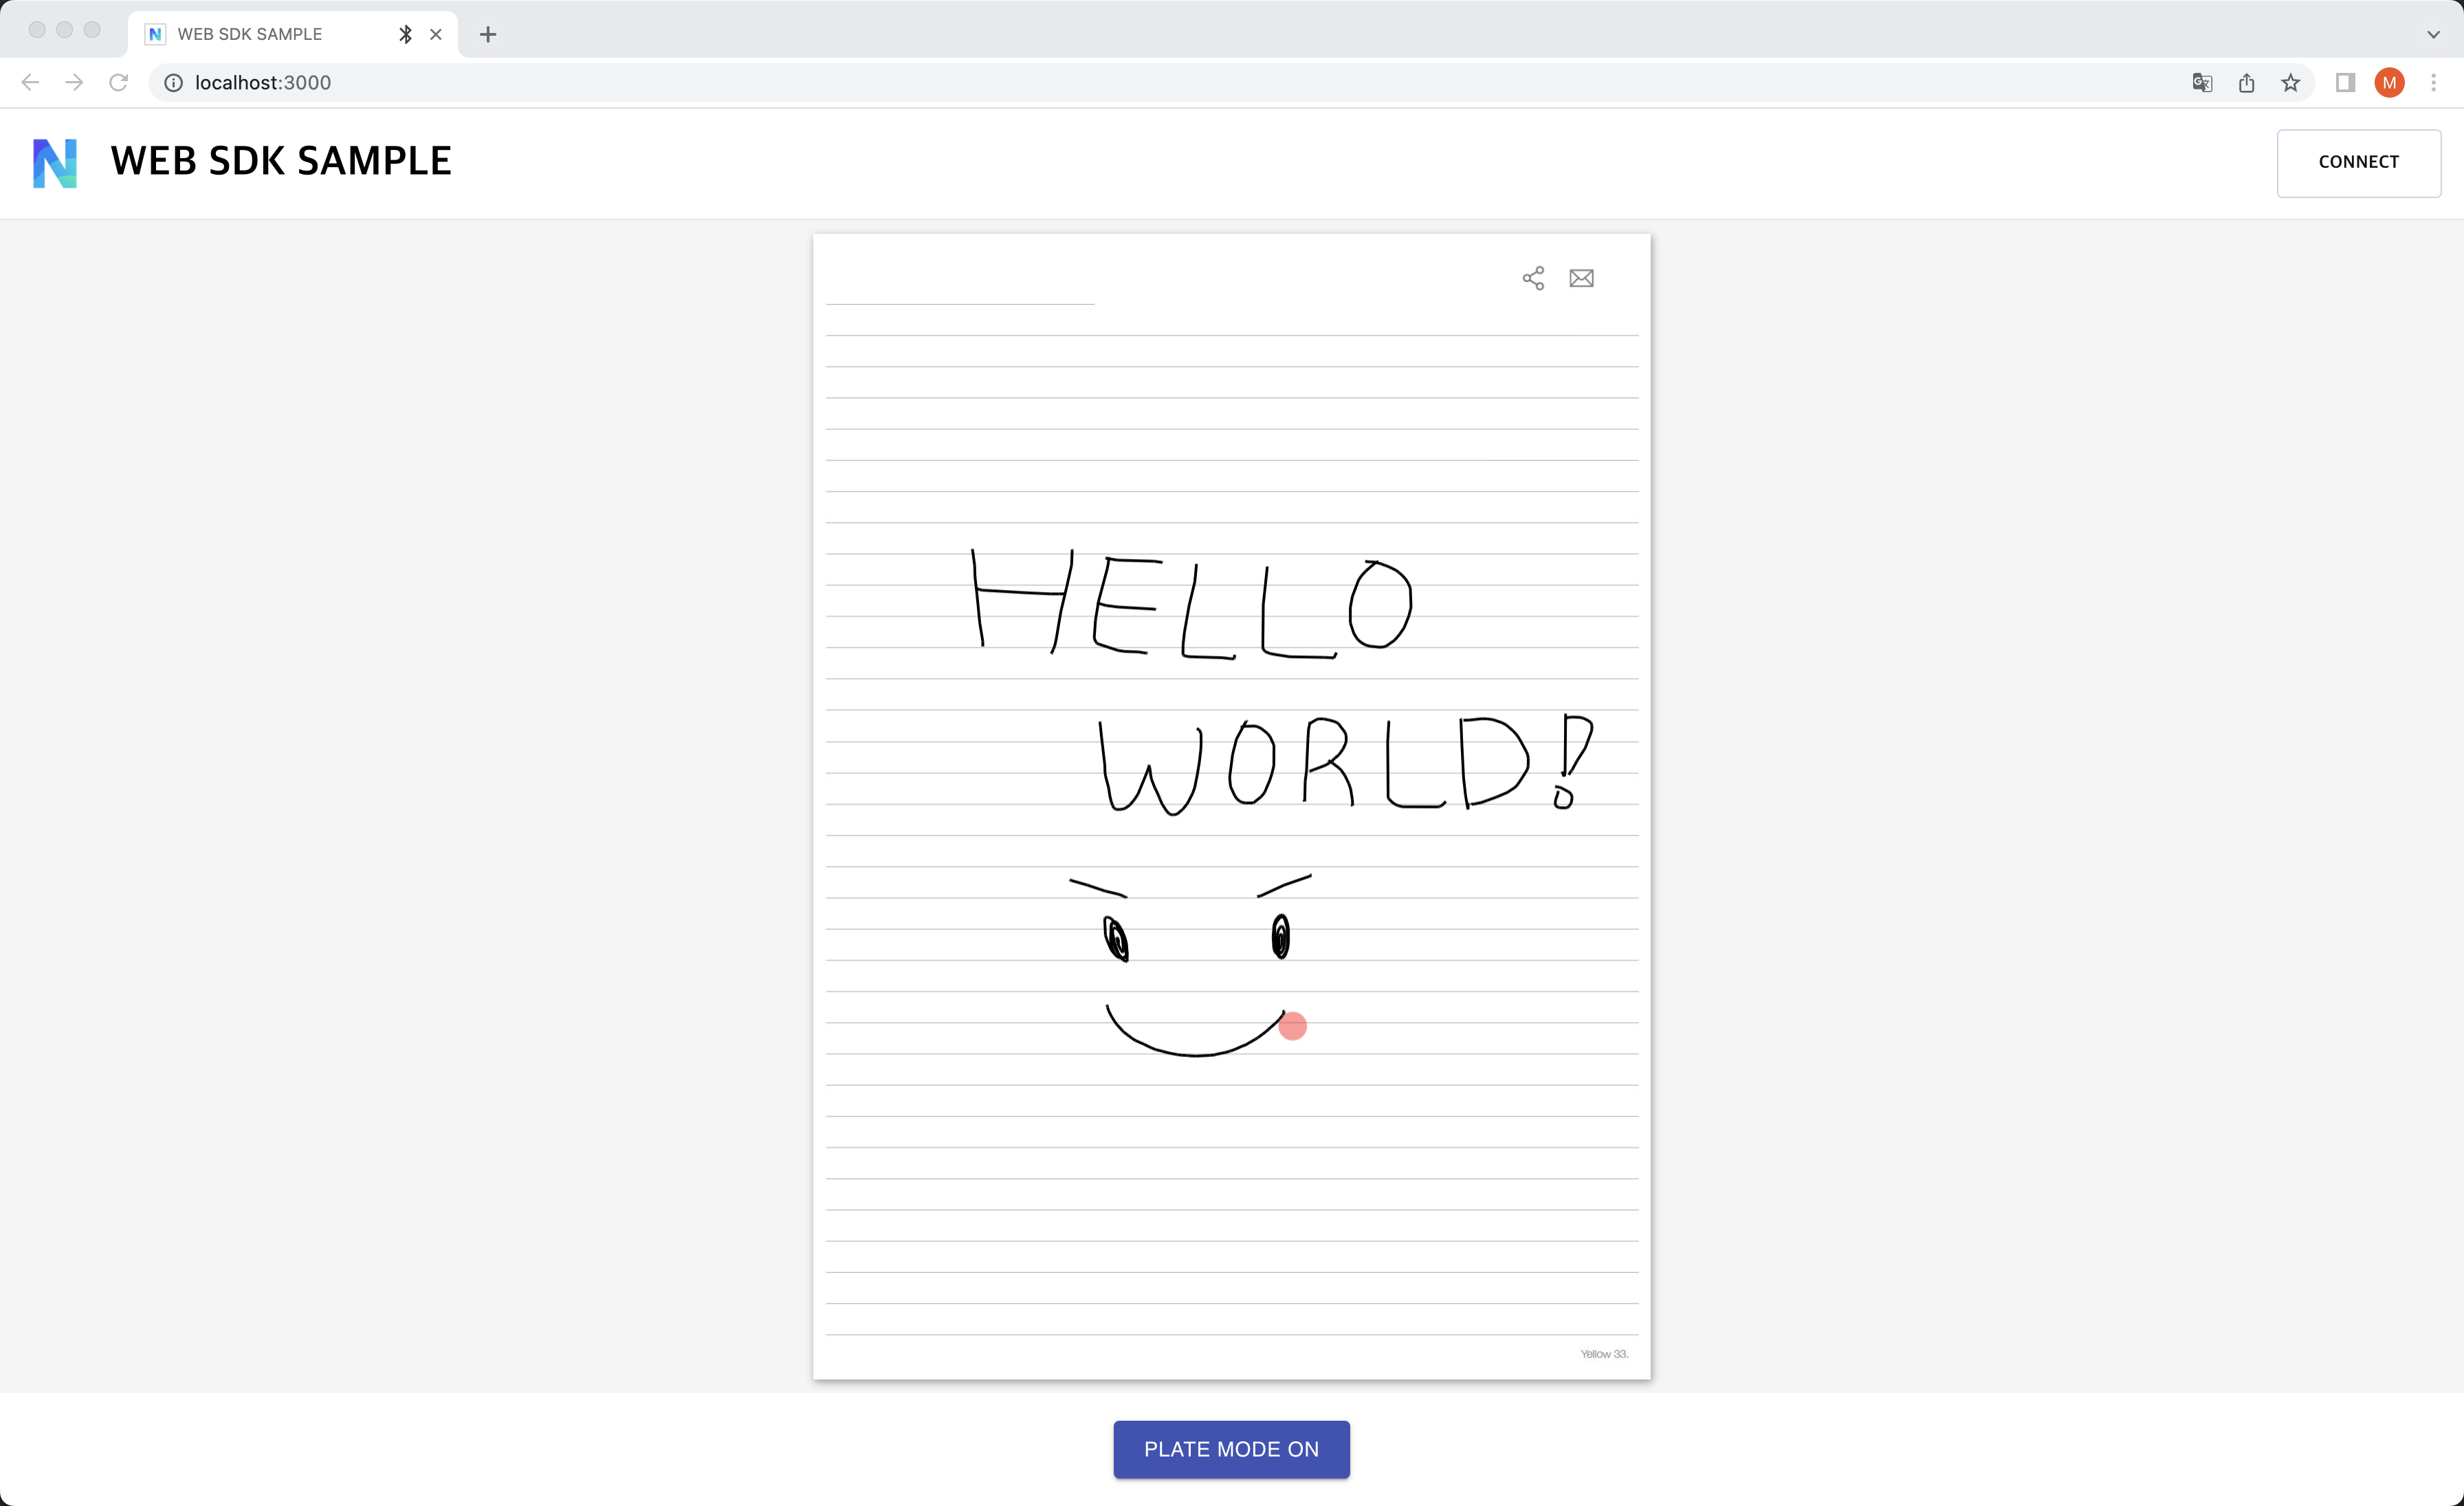 WEB SDK SAMPLE
localhost:3000
M
N WEB SDK SAMPLE
CONNECT
HELLO
WORLD!
Yellow 33.
PLATE MODE ON